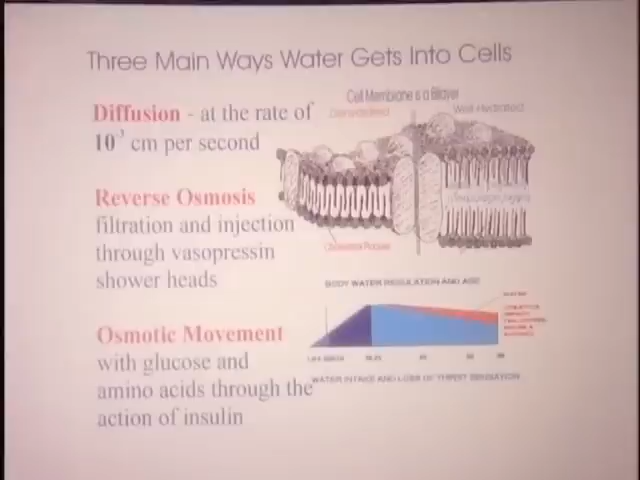 Three Main Ways Water Gets Into Cells
Diffusion - at the rate of
10³ cm per second
Reverse Osmosis
filtration and injection
through vasopressin
shower heads
Osmotic Movement
with glucose and
amino acids through the
action of insulin
Cell Membrane is a Bilayer
Dehydrated
Well Hydrated
BODY WATER REGULATION AND AGE
WATER INTAKE AND LOSS OF THIRST SENSATION